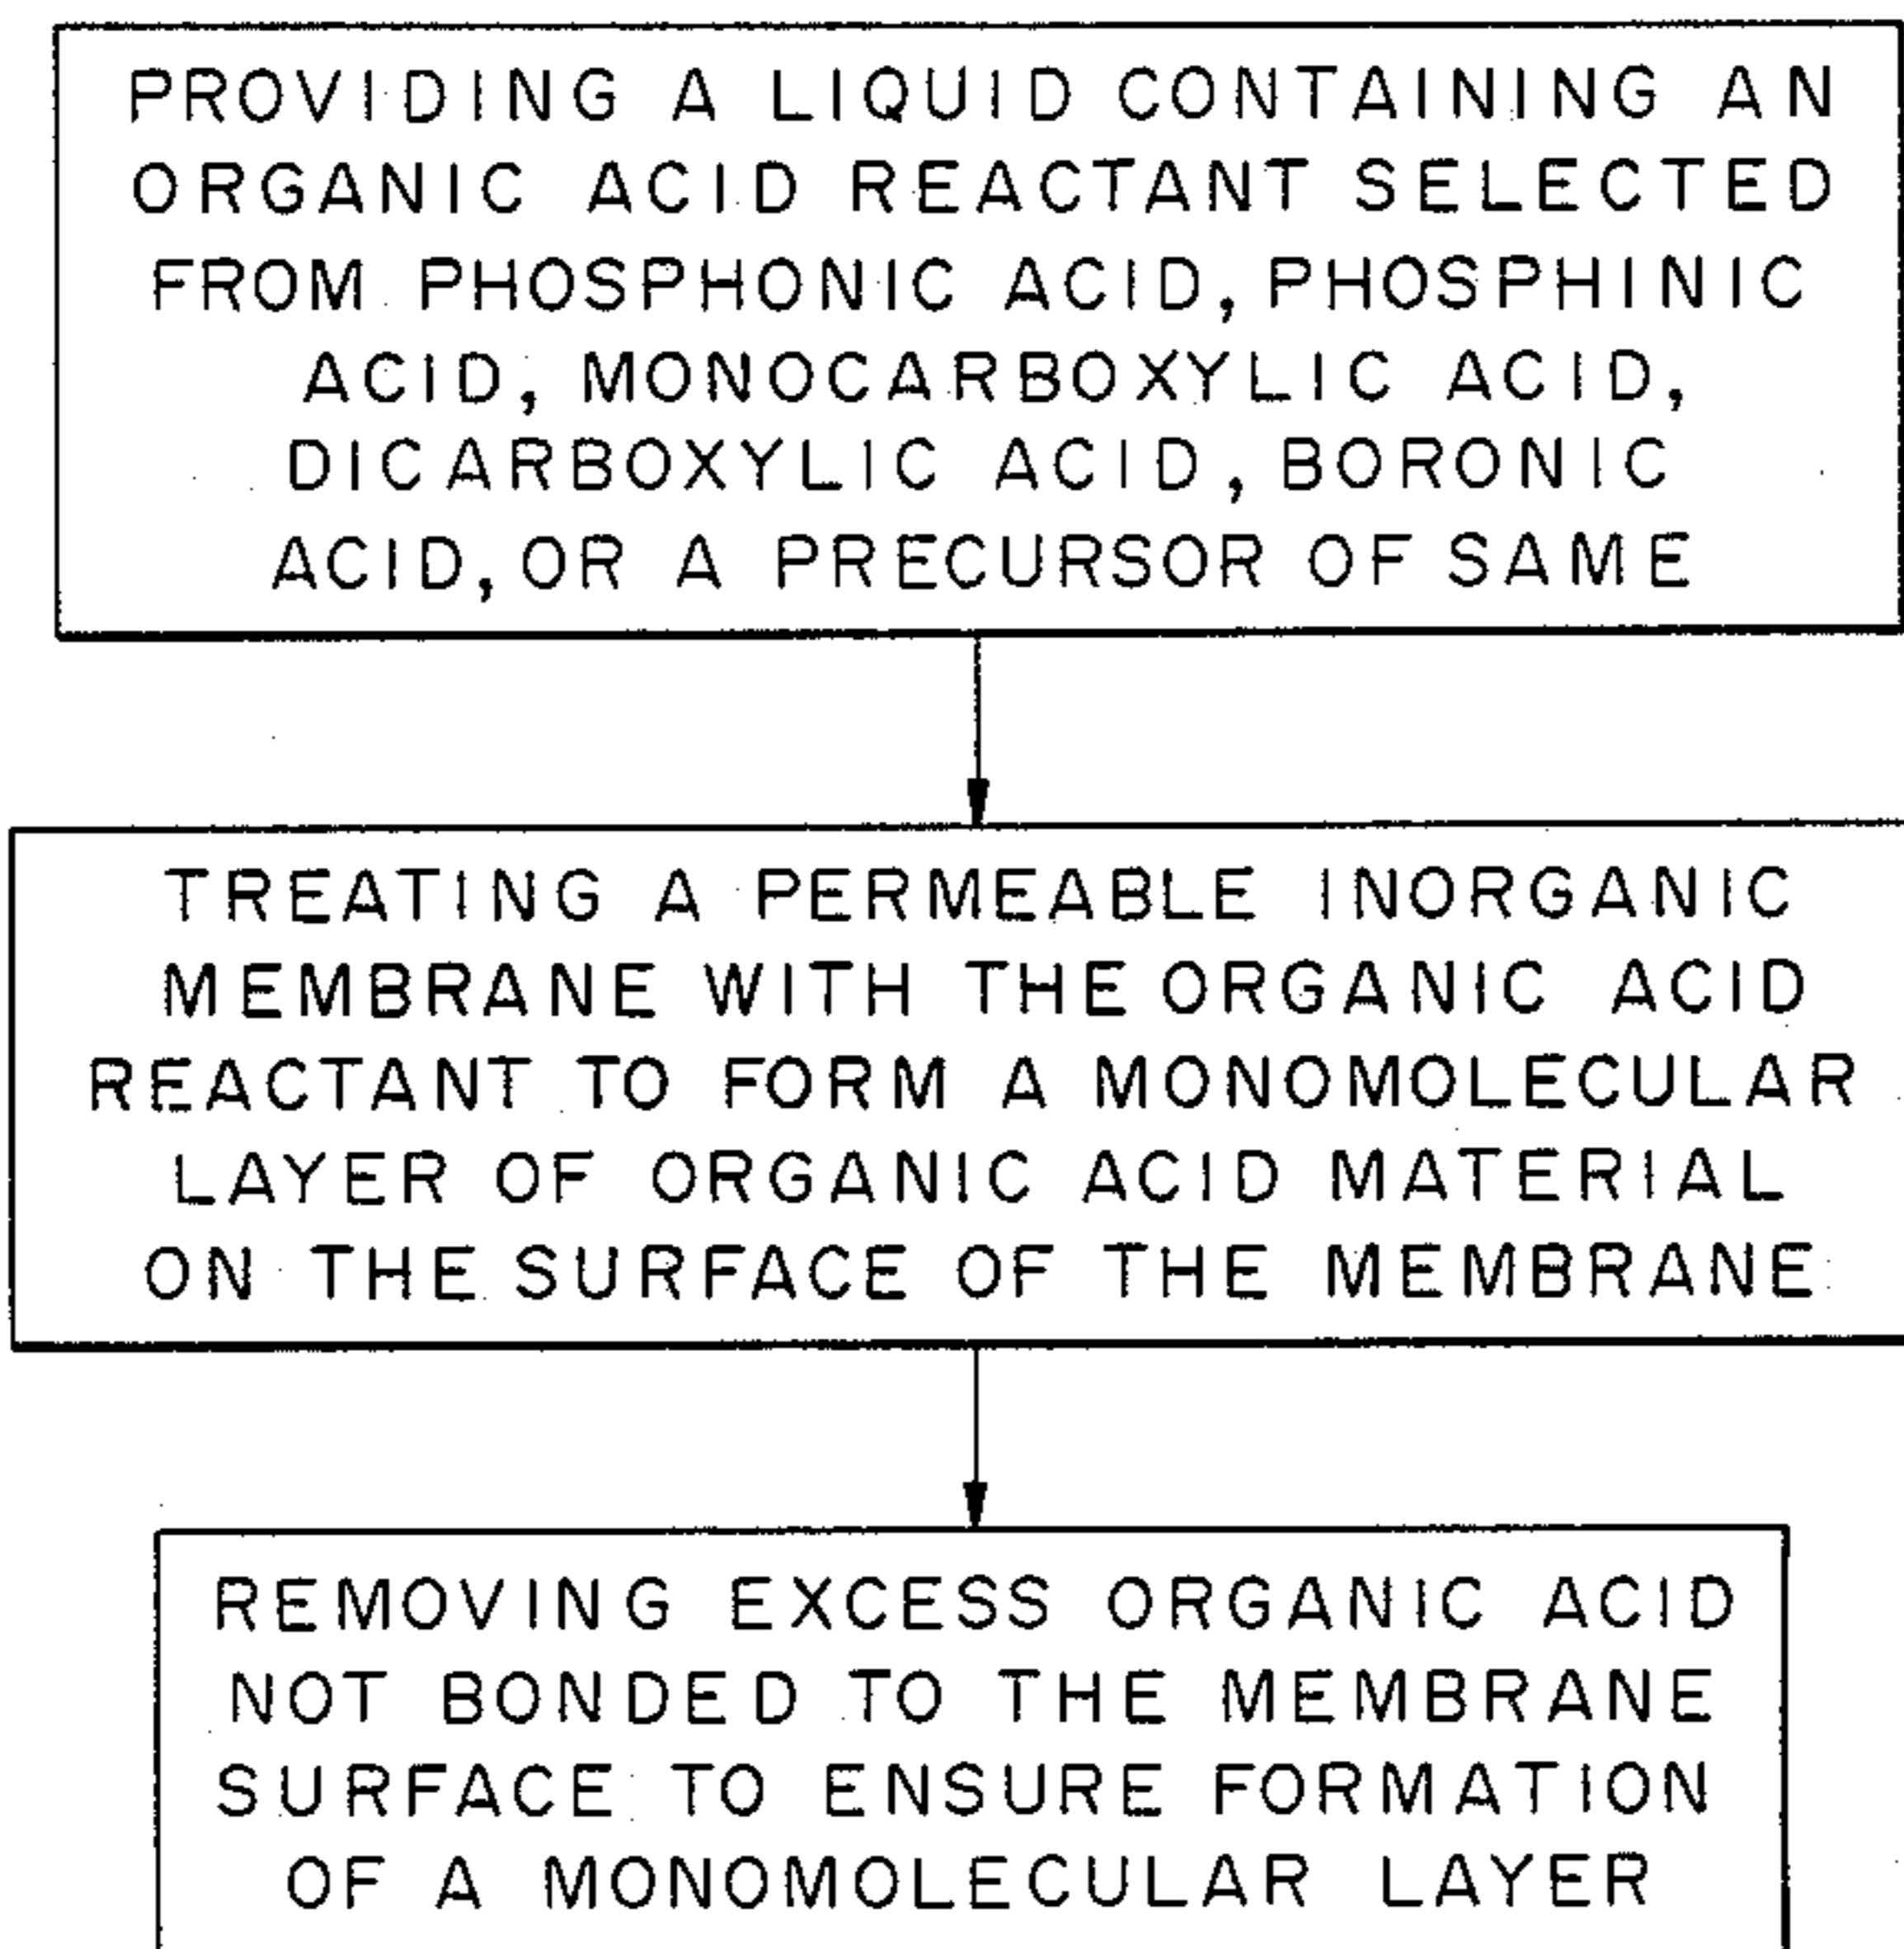 PROVIDING A LIQUID CONTAINING AN
ORGANIC ACID REACTANT SELECTED
FROM PHOSPHONIC ACID, PHOSPHINIC
ACID, MONOCARBOXYLIC ACID,
DICARBOXYLIC ACID, BORONIC
ACID, OR A PRECURSOR OF SAME
TREATING A PERMEABLE INORGANIC
MEMBRANE WITH THE ORGANIC ACID
REACTANT TO FORM A MONOMOLECULAR
LAYER OF ORGANIC ACID MATERIAL
ON THE SURFACE OF THE MEMBRANE
REMOVING EXCESS ORGANIC ACID
NOT BONDED TO THE MEMBRANE
SURFACE TO ENSURE FORMATION
OF A MONOMOLECULAR LAYER